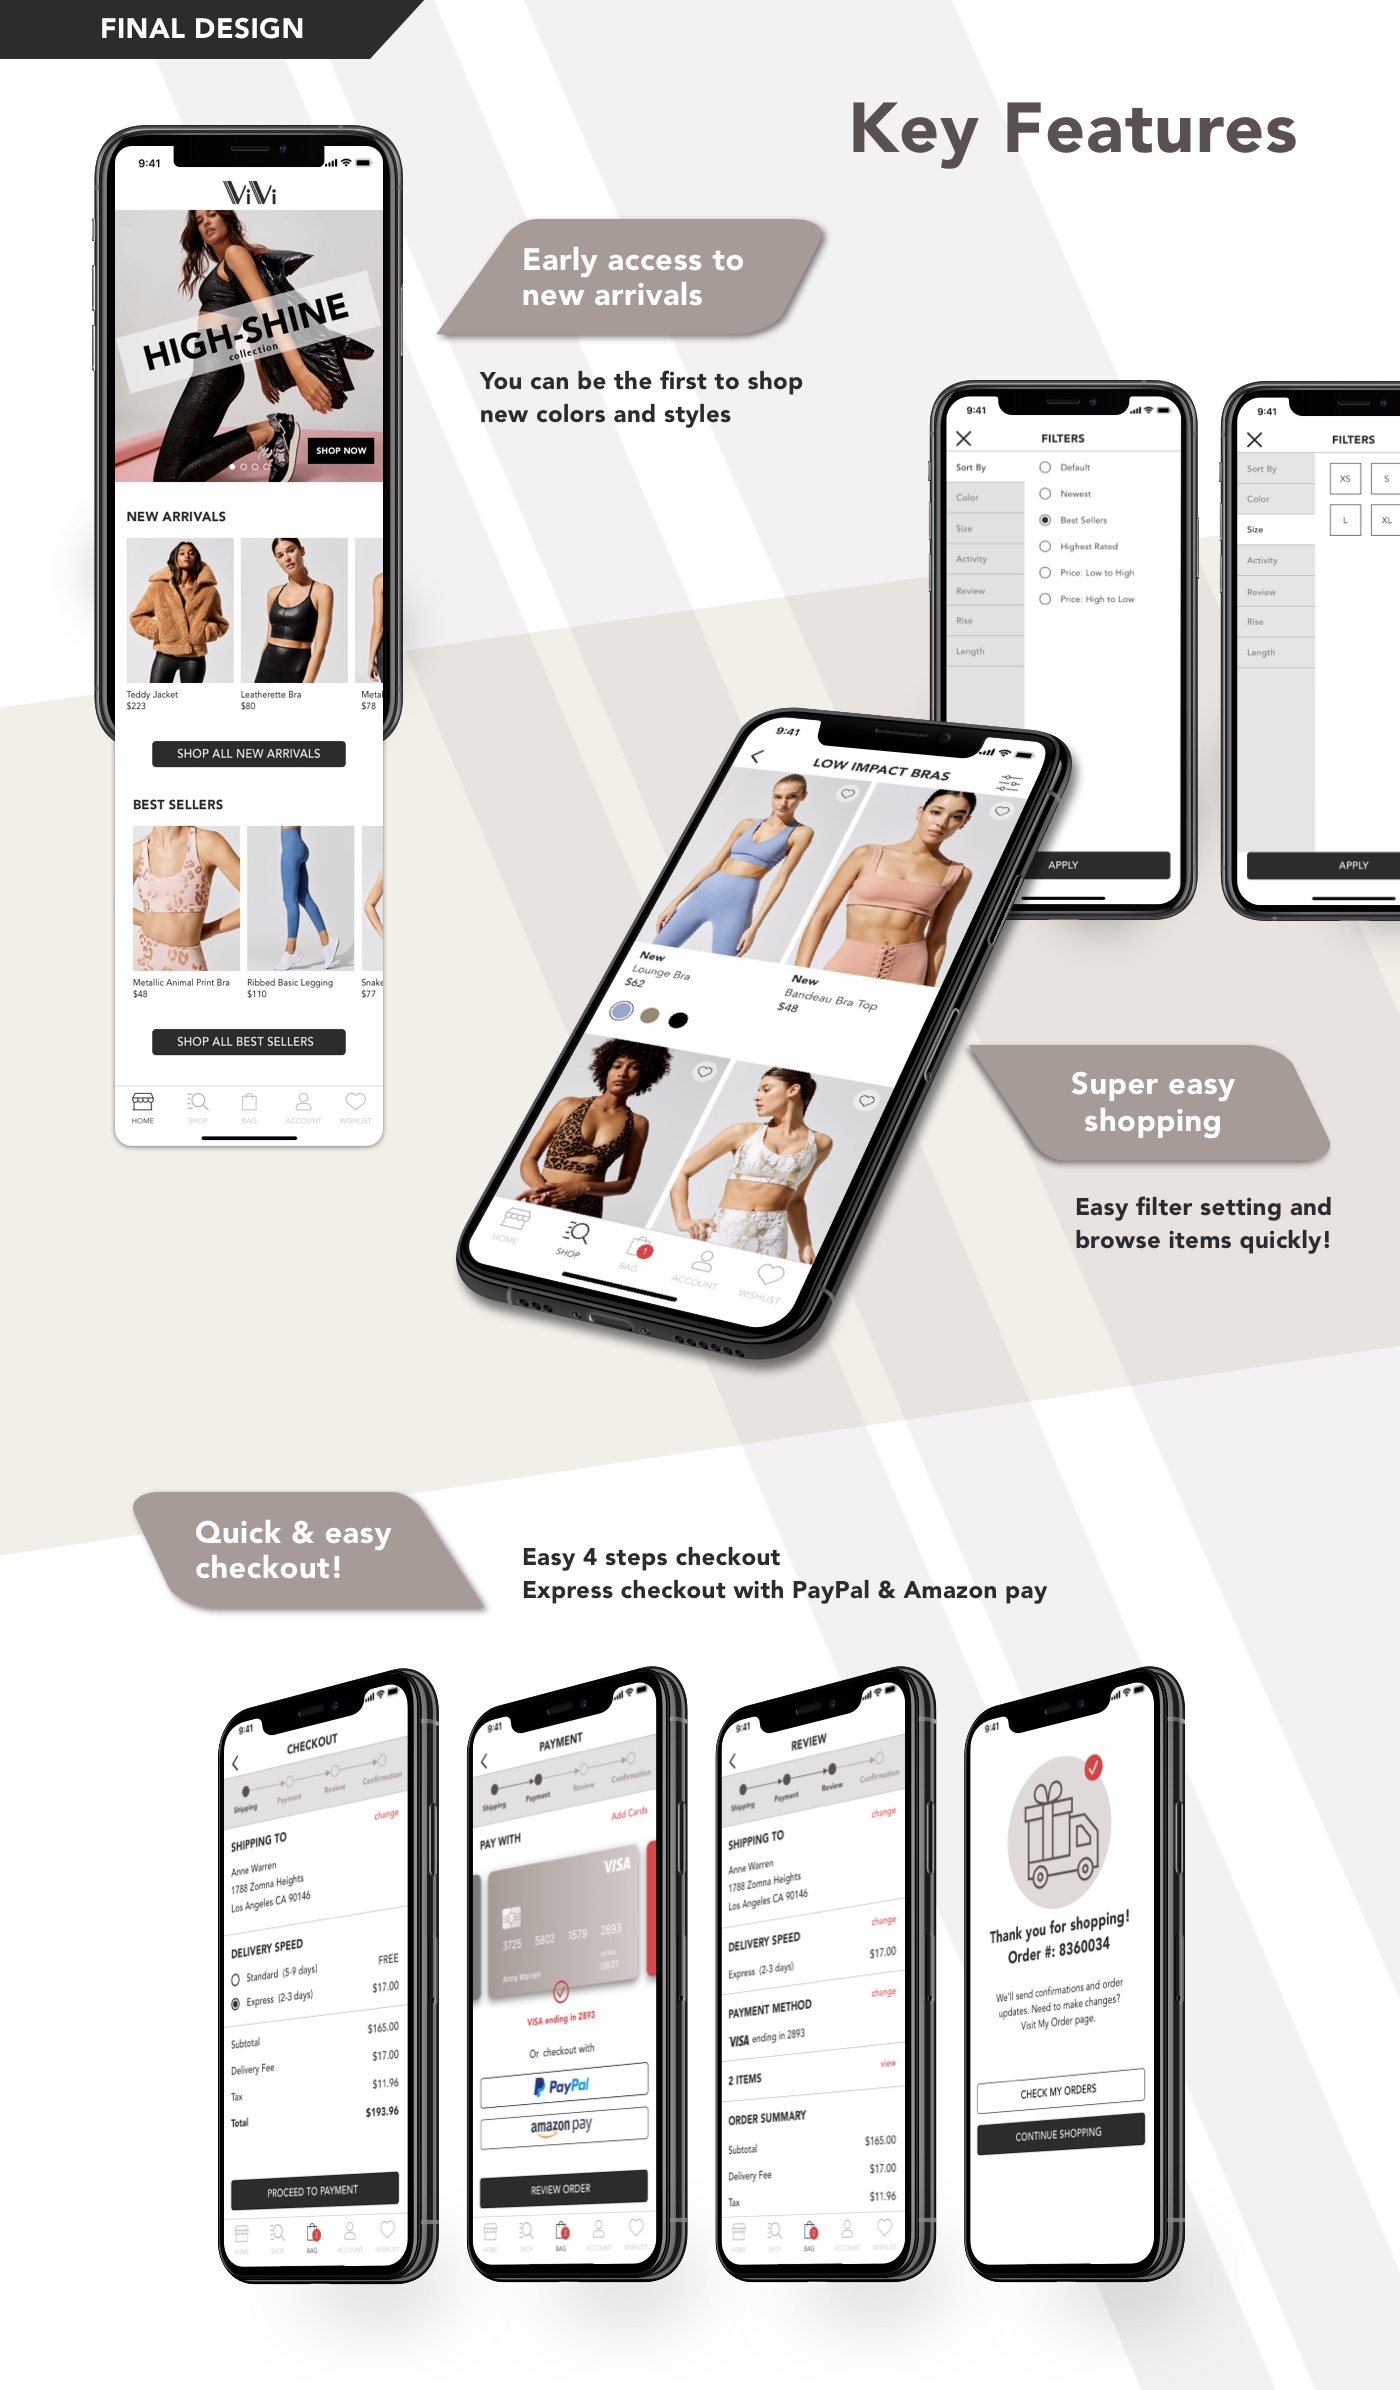 FINAL DESIGN
Key Features
9:41
ViVi
HIGH-SHINE
collection
SHOP NOW
NEW ARRIVALS
Teddy Jacket
$223
Leatherette Bra
$80
Metal
$78
SHOP ALL NEW ARRIVALS
BEST SELLERS
Metallic Animal Print Bra
$48
Ribbed Basic Legging
$110
Snake
$77
SHOP ALL BEST SELLERS
HOME
SHOP
BAG
ACCOUNT
WISHLIST
Early access to
new arrivals
You can be the first to shop
new colors and styles
9:41
FILTERS
Sort By
Color
Size
Activity
Review
Rise
Length
Default
Newest
Best Sellers
Highest Rated
Price: Low to High
Price: High to Low
APPLY
9:41
FILTERS
Sort By
Color
Size
Activity
Review
Rise
Length
XS
S
L
XL
APPLY
9:41
LOW IMPACT BRAS
New
Lounge Bra
$62
New
Bandeau Bra Top
$48
HOME
SHOP
1
BAG
ACCOUNT
WISHLIST
Super easy
shopping
Easy filter setting and
browse items quickly!
Quick & easy
checkout!
Easy 4 steps checkout
Express checkout with PayPal & Amazon pay
9:41
CHECKOUT
Shipping
Payment
Review
Confirmation
change
SHIPPING TO
Anne Warren
1788 Zomna Heights
Los Angeles CA 90146
DELIVERY SPEED
Standard (5-9 days) FREE
Express (2-3 days) $17.00
Subtotal $165.00
Delivery Fee $17.00
Tax $11.96
Total $193.96
PROCEED TO PAYMENT
HOME
SHOP
BAG
ACCOUNT
WISHLIST
9:41
PAYMENT
Shipping
Payment
Review
Confirmation
Add Cards
PAY WITH
VISA
3725 5802 1579 2893
09/21
Anne Warren
VISA ending in 2893
Or checkout with
PayPal
amazon pay
REVIEW ORDER
HOME
SHOP
BAG
ACCOUNT
WISHLIST
9:41
REVIEW
Shipping
Payment
Review
Confirmation
change
SHIPPING TO
Anne Warren
1788 Zomna Heights
Los Angeles CA 90146
change
DELIVERY SPEED
Express (2-3 days) $17.00
change
PAYMENT METHOD
VISA ending in 2893
view
2 ITEMS
ORDER SUMMARY
Subtotal $165.00
Delivery Fee $17.00
Tax $11.96
HOME
SHOP
BAG
ACCOUNT
WISHLIST
9:41
Thank you for shopping!
Order #: 8360034
We'll send confirmations and order
updates. Need to make changes?
Visit My Order page.
CHECK MY ORDERS
CONTINUE SHOPPING